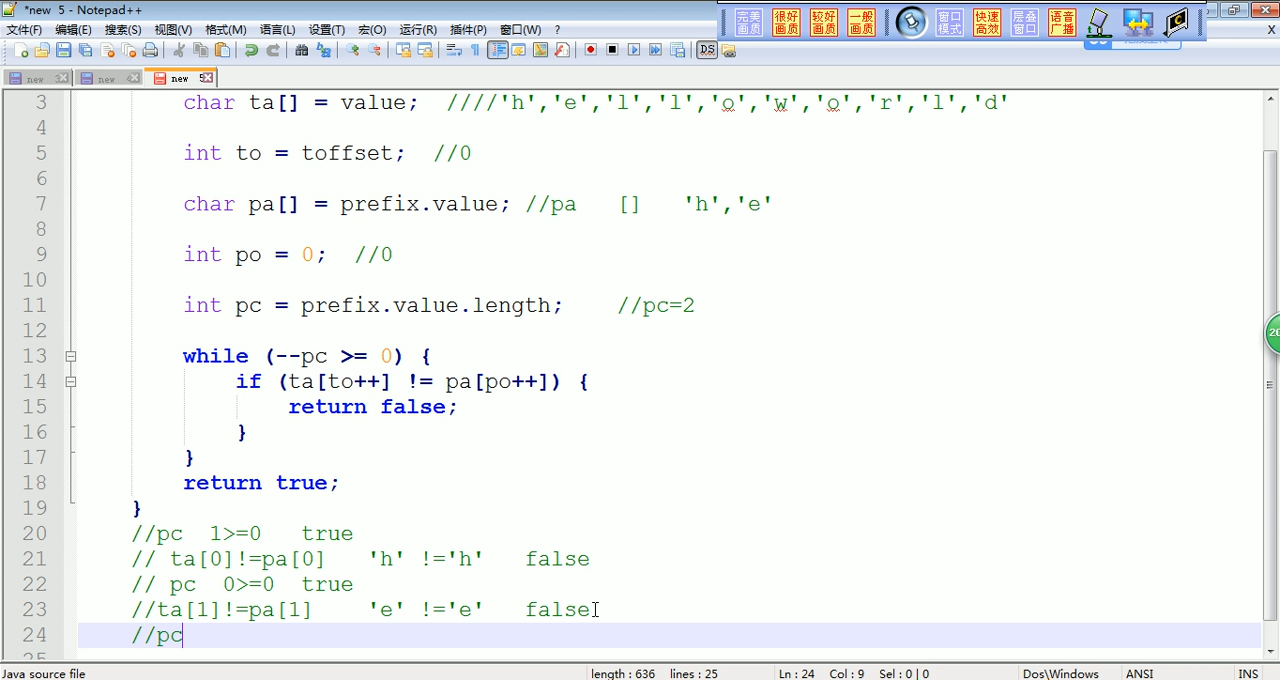 *new  5 - Notepad++
文件(F)  编辑(E)  搜索(S)  视图(V)  格式(M)  语言(L)  设置(T)  宏(O)  运行(R)  插件(P)  窗口(W)  ?  X
完美画质 很好画质 较好画质 一般画质 窗口模式 快速高效 层叠窗口 语音广播
new 3  new 4  new 5
3 char ta[] = value;  ////'h','e','l','l','o','w','o','r','l','d'
4
5 int to = toffset;  //0
6
7 char pa[] = prefix.value; //pa   []   'h','e'
8
9 int po = 0;  //0
10
11 int pc = prefix.value.length;    //pc=2
12
13 while (--pc >= 0) {
14 if (ta[to++] != pa[po++]) {
15 return false;
16 }
17 }
18 return true;
19 }
20 //pc  1>=0   true
21 // ta[0]!=pa[0]   'h' !='h'   false
22 // pc  0>=0  true
23 //ta[1]!=pa[1]    'e' !='e'   false
24 //pc
25
Java source file  length : 636  lines : 25  Ln : 24  Col : 9  Sel : 0 | 0  Dos\Windows  ANSI  INS